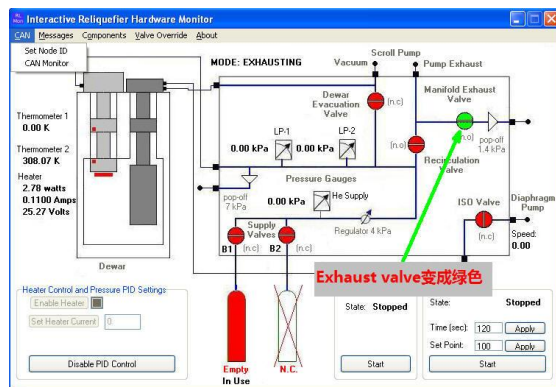 Interactive Reliquefier Hardware Monitor
CAN Messages Components Valve Override About
Set Node ID
CAN Monitor
MODE: EXHAUSTING
Scroll Pump
Vacuum
Pump Exhaust
Manifold Exhaust
Valve
Dewar
Evacuation
Valve
(n.c)
(n.o)
pop-off
1.4 kPa
Thermometer 1
0.00 K
Thermometer 2
308.07 K
Heater
2.78 watts
0.1100 Amps
25.27 Volts
LP-1
LP-2
0.00 kPa
0.00 kPa
(n.o)
Recirculation
Valve
Pressure Gauges
pop-off
7 kPa
0.00 kPa
He Supply
Regulator 4 kPa
ISO Valve
(n.c)
Diaphragm
Pump
Speed:
0.00
Supply
Valves
B1
(n.c)
B2
(n.c)
Dewar
Exhaust valve变成绿色
Heater Control and Pressure PID Settings
Enable Heater
Set Heater Current 0
Disable PID Control
Empty
In Use
N.C.
State: Stopped
Start
State: Stopped
Time (sec): 120 Apply
Set Point: 100 Apply
Start